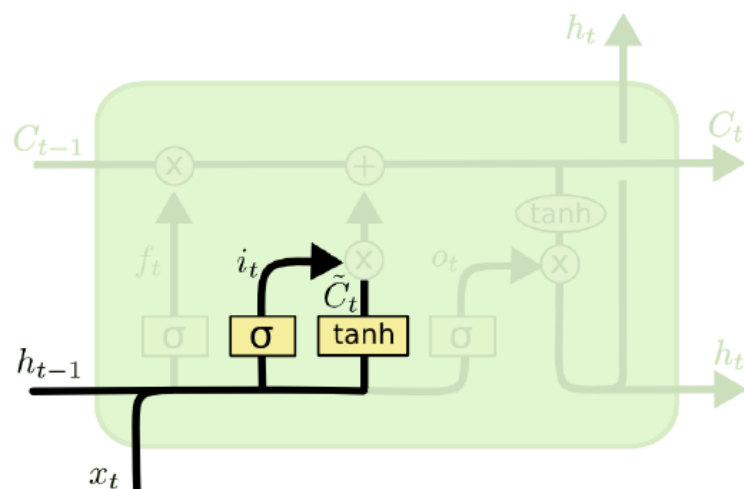 h_t
C_{t-1}
C_t
x
+
tanh
f_t
i_t
x
o_t
x
C̃_t
σ
σ
tanh
σ
h_{t-1}
h_t
x_t